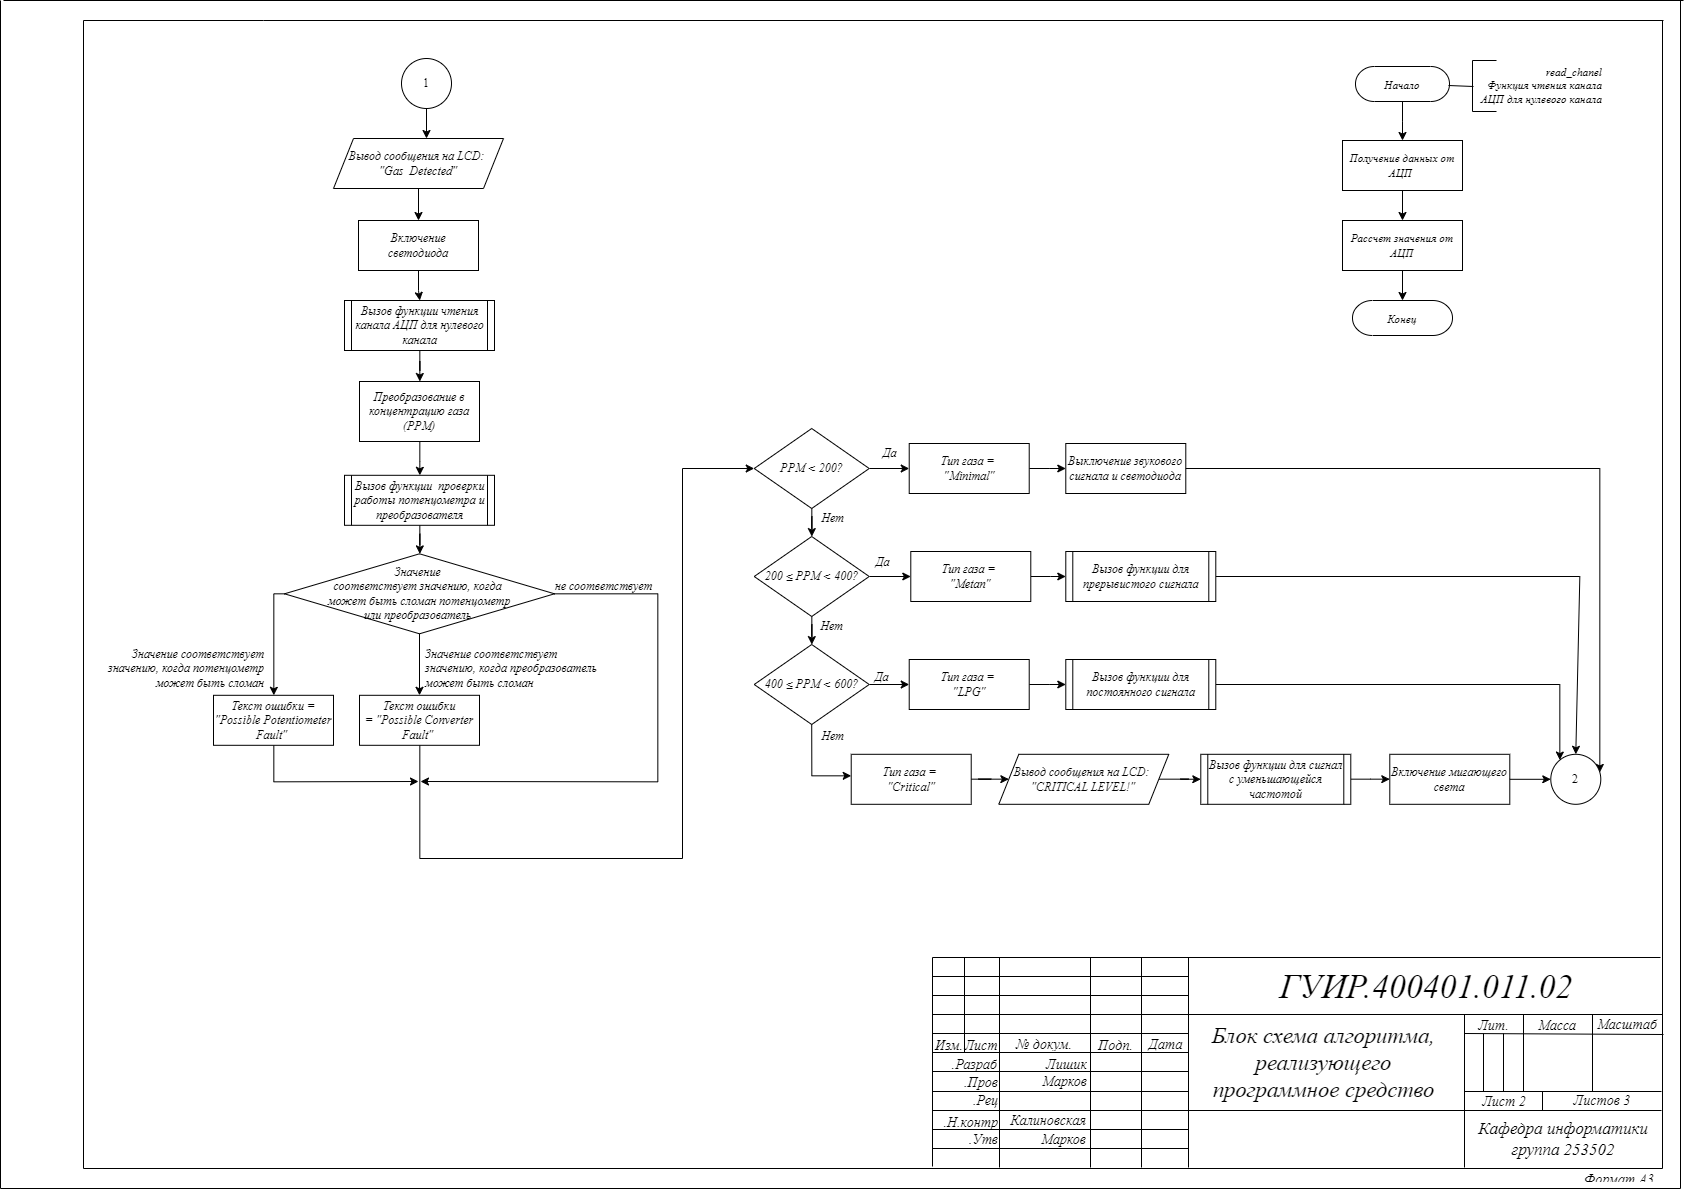 1
Вывод сообщения на LCD:
"Gas Detected"
Включение
светодиода
Вызов функции чтения
канала АЦП для нулевого
канала
Преобразование в
концентрацию газа
(PPM)
Вызов функции проверки
работы потенцометра и
преобразователя
Значение
соответствует значению, когда
может быть сломан потенцометр
или преобразователь
не соответствует
Значение соответствует
значению, когда потенцометр
может быть сломан
Значение соответствует
значению, когда преобразователь
может быть сломан
Текст ошибки =
"Possible Potentiometer
Fault"
Текст ошибки
= "Possible Converter
Fault"
PPM < 200?
Да
Тип газа =
"Minimal"
Выключение звукового
сигнала и светодиода
Нет
200 ≤ PPM < 400?
Да
Тип газа =
"Metan"
Вызов функции для
прерывистого сигнала
Нет
400 ≤ PPM < 600?
Да
Тип газа =
"LPG"
Вызов функции для
постоянного сигнала
Нет
Тип газа =
"Critical"
Вывод сообщения на LCD:
"CRITICAL LEVEL!"
Вызов функции для сигнал
с уменьшающейся
частотой
Включение мигающего
света
2
Начало
read_chanel
Функция чтения канала
АЦП для нулевого канала
Получение данных от
АЦП
Рассчет значения от
АЦП
Конец
ГУИР.400401.011.02
Изм. Лист № докум. Подп. Дата
.Разраб Лишик
.Пров Марков
.Рец
.Н.контр Калиновская
.Утв Марков
Блок схема алгоритма,
реализующего
программное средство
Лит. Масса Масштаб
Лист 2 Листов 3
Кафедра информатики
группа 253502
Формат А3